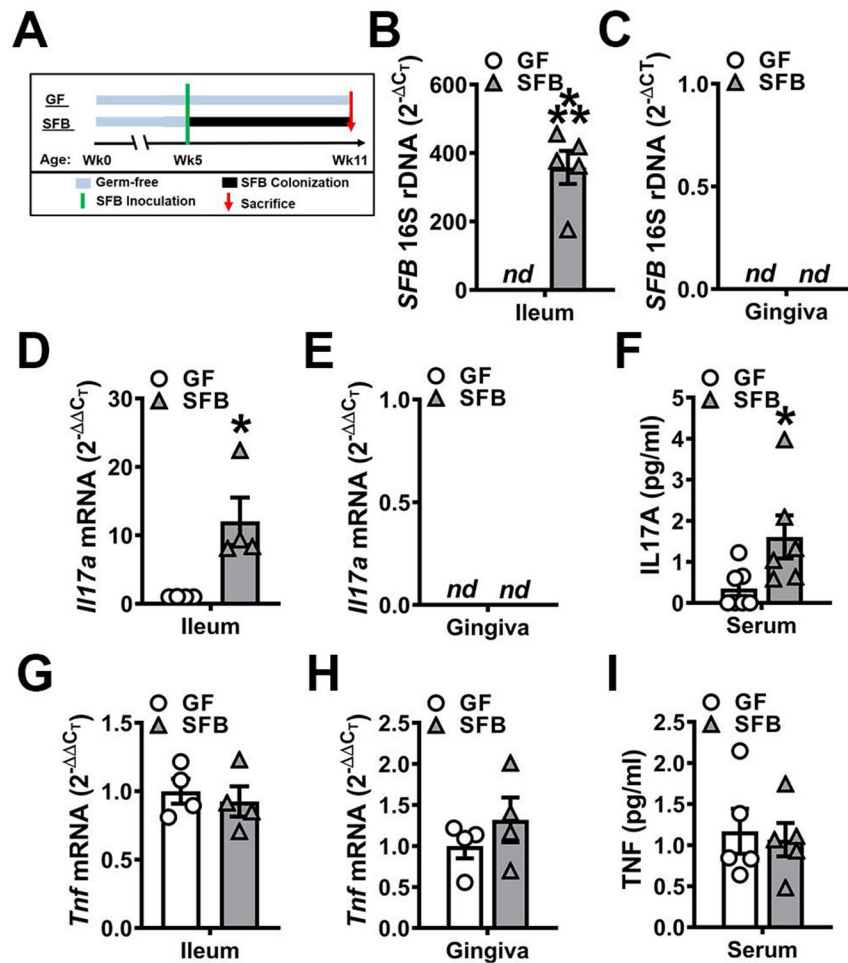 A
GF
SFB
Age: Wk0 Wk5 Wk11
Germ-free SFB Colonization
SFB Inoculation Sacrifice
B
GF
SFB
SFB 16S rDNA (2^-ΔC_T)
600
400
200
0
***
nd
Ileum
C
GF
SFB
SFB 16S rDNA (2^-ΔCT)
1.0
0.5
0.0
nd nd
Gingiva
D
GF
SFB
Il17a mRNA (2^-ΔΔC_T)
30
20
10
0
*
Ileum
E
GF
SFB
Il17a mRNA (2^-ΔΔC_T)
1.0
0.5
0.0
nd nd
Gingiva
F
GF
SFB
IL17A (pg/ml)
5
4
3
2
1
0
*
Serum
G
GF
SFB
Tnf mRNA (2^-ΔΔC_T)
1.5
1.0
0.5
0.0
Ileum
H
GF
SFB
Tnf mRNA (2^-ΔΔC_T)
2.5
2.0
1.5
1.0
0.5
0.0
Gingiva
I
GF
SFB
TNF (pg/ml)
2.5
2.0
1.5
1.0
0.5
0.0
Serum